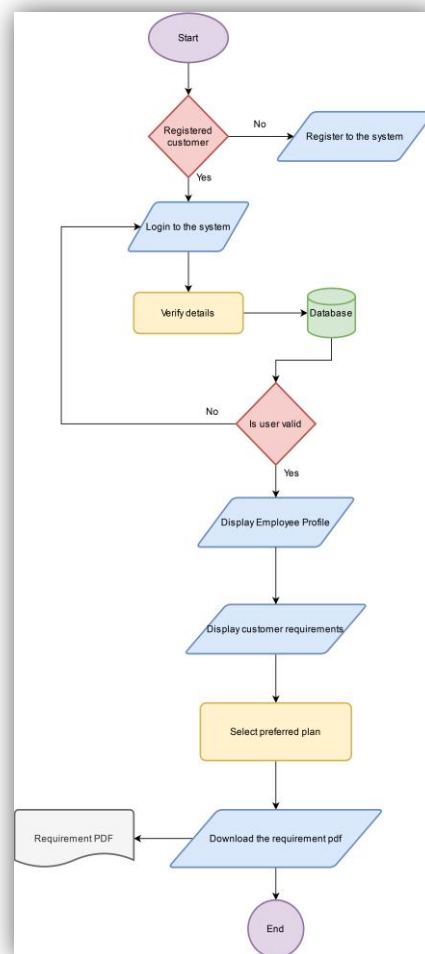 Start
Registered
customer
No
Register to the system
Yes
Login to the system
Verify details
Database
No
Is user valid
Yes
Display Employee Profile
Display customer requirements
Select preferred plan
Requirement PDF
Download the requirement pdf
End